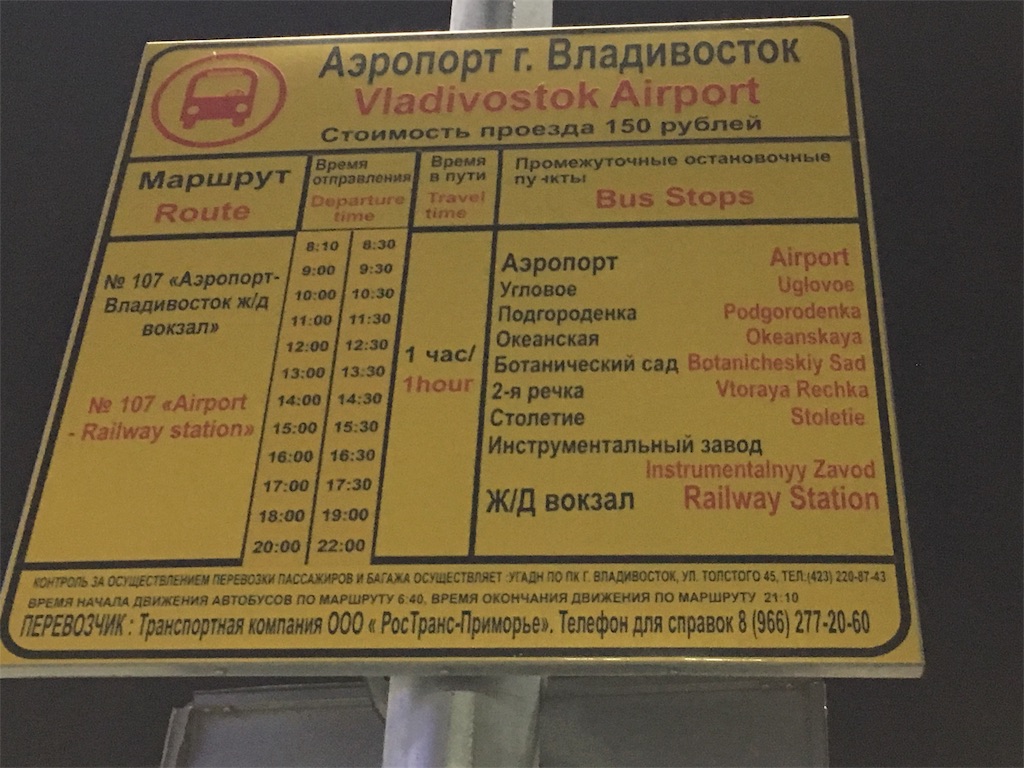 Аэропорт г. Владивосток
Vladivostok Airport
Стоимость проезда 150 рублей
Маршрут
Route
Время
отправления
Departure
time
Время
в пути
Travel
time
Промежуточные остановочные
пункты
Bus Stops
№ 107 «Аэропорт-
Владивосток ж/д
вокзал»
№ 107 «Airport
- Railway station»
8:10 8:30
9:00 9:30
10:00 10:30
11:00 11:30
12:00 12:30
13:00 13:30
14:00 14:30
15:00 15:30
16:00 16:30
17:00 17:30
18:00 19:00
20:00 22:00
1 час/
1hour
Аэропорт Airport
Угловое Uglovoe
Подгороденка Podgorodenka
Океанская Okeanskaya
Ботанический сад Botanicheskiy Sad
2-я речка Vtoraya Rechka
Столетие Stoletie
Инструментальный завод
Instrumentalnyy Zavod
Ж/Д вокзал Railway Station
КОНТРОЛЬ ЗА ОСУЩЕСТВЛЕНИЕМ ПЕРЕВОЗКИ ПАССАЖИРОВ И БАГАЖА ОСУЩЕСТВЛЯЕТ :УГАДН ПО ПК Г. ВЛАДИВОСТОК, УЛ. ТОЛСТОГО 45, ТЕЛ:(423) 220-87-43
ВРЕМЯ НАЧАЛА ДВИЖЕНИЯ АВТОБУСОВ ПО МАРШРУТУ 6:40, ВРЕМЯ ОКОНЧАНИЯ ДВИЖЕНИЯ ПО МАРШРУТУ 21:10
ПЕРЕВОЗЧИК : Транспортная компания ООО « РосТранс-Приморье». Телефон для справок 8 (966) 277-20-60